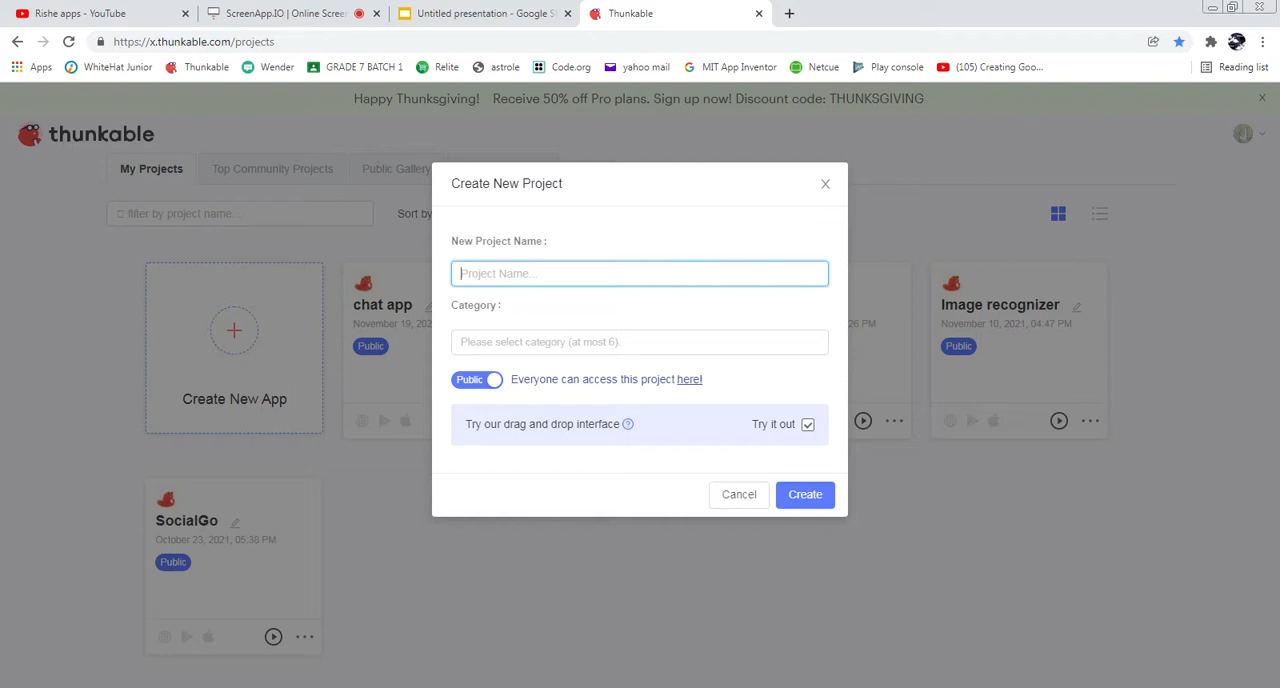 Rishe apps - YouTube
ScreenApp.IO | Online Screen
Untitled presentation - Google S
Thunkable
https://x.thunkable.com/projects
Apps
WhiteHat Junior
Thunkable
Wender
GRADE 7 BATCH 1
Relite
astrole
Code.org
yahoo mail
MIT App Inventor
Netcue
Play console
(105) Creating Goo...
Reading list
Happy Thunksgiving! Receive 50% off Pro plans. Sign up now! Discount code: THUNKSGIVING
thunkable
My Projects
Top Community Projects
Public Gallery
filter by project name...
Sort by
Create New App
chat app
November 19, 202
Public
26 PM
Image recognizer
November 10, 2021, 04:47 PM
Public
SocialGo
October 23, 2021, 05:38 PM
Public
Create New Project
New Project Name :
Project Name...
Category :
Please select category (at most 6).
Public
Everyone can access this project here!
Try our drag and drop interface
Try it out
Cancel
Create